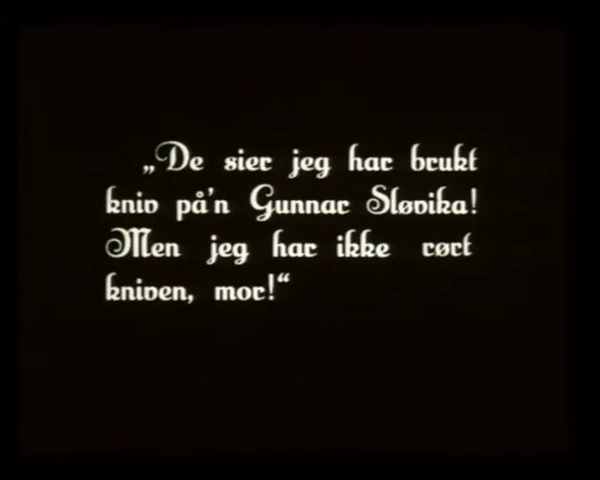 „De sier jeg har brukt
kniv på'n Gunnar Sløvika!
Men jeg har ikke rørt
kniven, mor!“